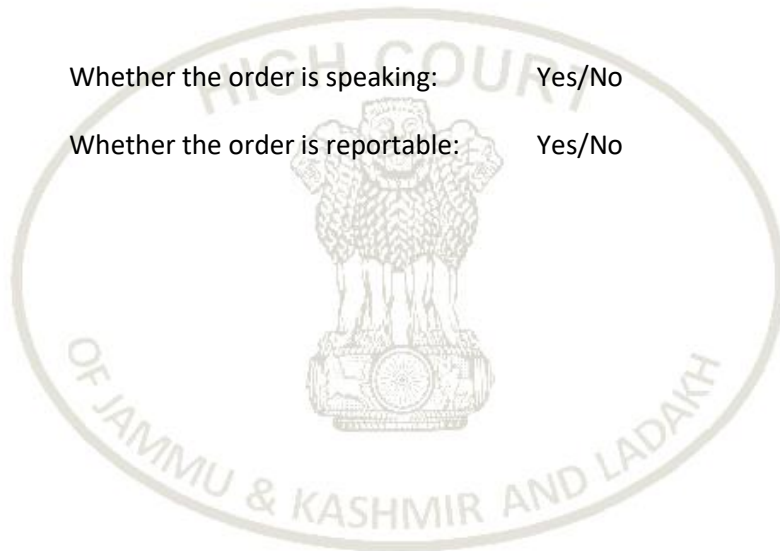 HIGH COURT
Whether the order is speaking: Yes/No
Whether the order is reportable: Yes/No
OF JAMMU & KASHMIR AND LADAKH